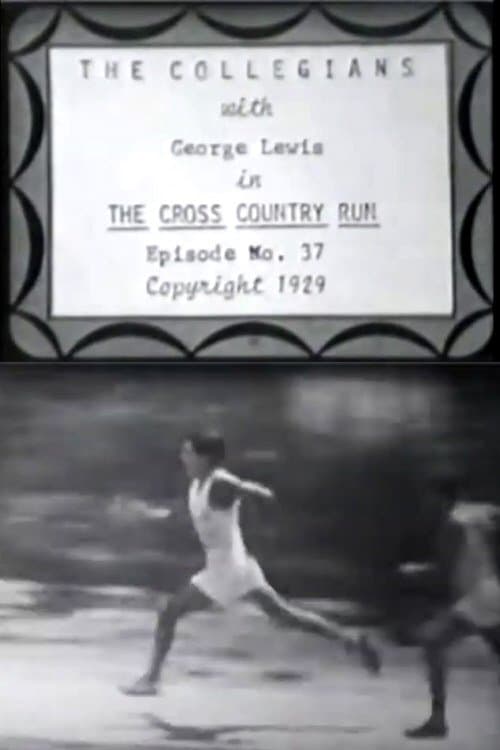 THE COLLEGIANS
with
George Lewis
in
THE CROSS COUNTRY RUN
Episode No. 37
Copyright 1929